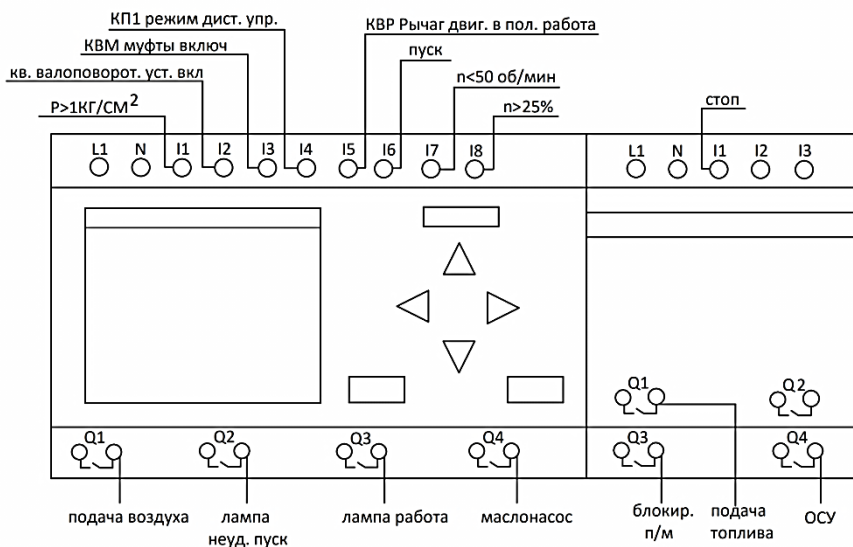 КП1 режим дист. упр.
КВР Рычаг двиг. в пол. работа
КВМ муфты включ
пуск
кв. валоповорот. уст. вкл
n<50 об/мин
P>1КГ/СМ²
n>25%
стоп
L1 N I1 I2 I3 I4 I5 I6 I7 I8
L1 N I1 I2 I3
Q1 Q2
Q1 Q2 Q3 Q4
Q3 Q4
подача воздуха
лампа
неуд. пуск
лампа работа
маслонасос
блокир.
п/м
подача
топлива
ОСУ